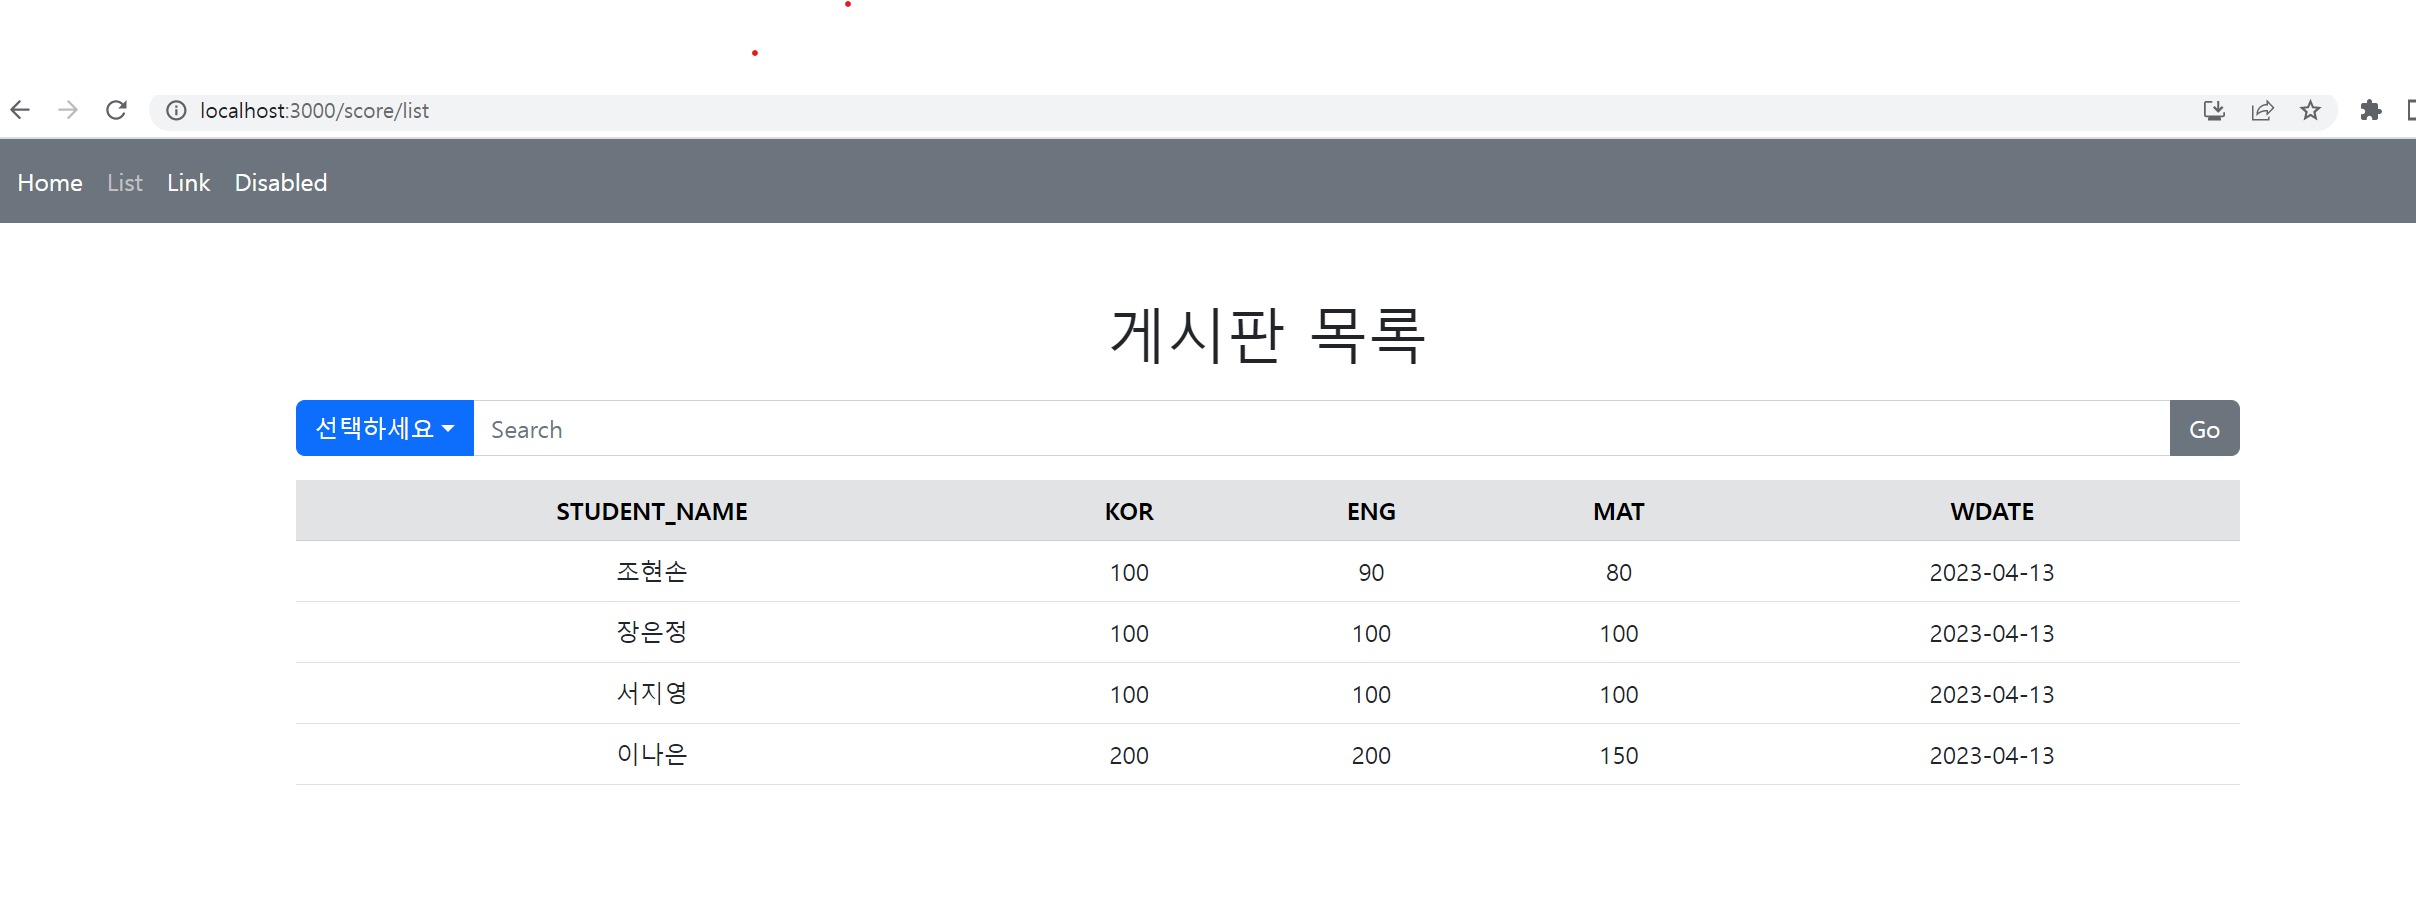 localhost:3000/score/list
Home List Link Disabled
게시판 목록
선택하세요 Search Go
STUDENT_NAME KOR ENG MAT WDATE
조현손 100 90 80 2023-04-13
장은정 100 100 100 2023-04-13
서지영 100 100 100 2023-04-13
이나은 200 200 150 2023-04-13